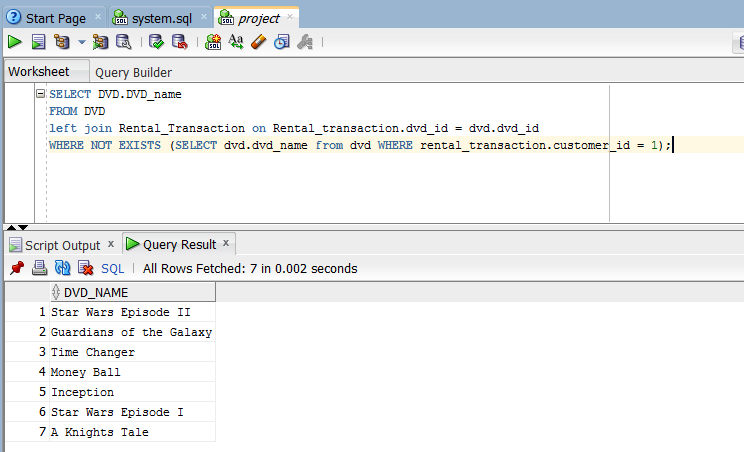 Start Page × system.sql × project ×
Worksheet Query Builder
SELECT DVD.DVD_name
FROM DVD
left join Rental_Transaction on Rental_transaction.dvd_id = dvd.dvd_id
WHERE NOT EXISTS (SELECT dvd.dvd_name from dvd WHERE rental_transaction.customer_id = 1);
Script Output x Query Result x
SQL | All Rows Fetched: 7 in 0.002 seconds
DVD_NAME
1 Star Wars Episode II
2 Guardians of the Galaxy
3 Time Changer
4 Money Ball
5 Inception
6 Star Wars Episode I
7 A Knights Tale